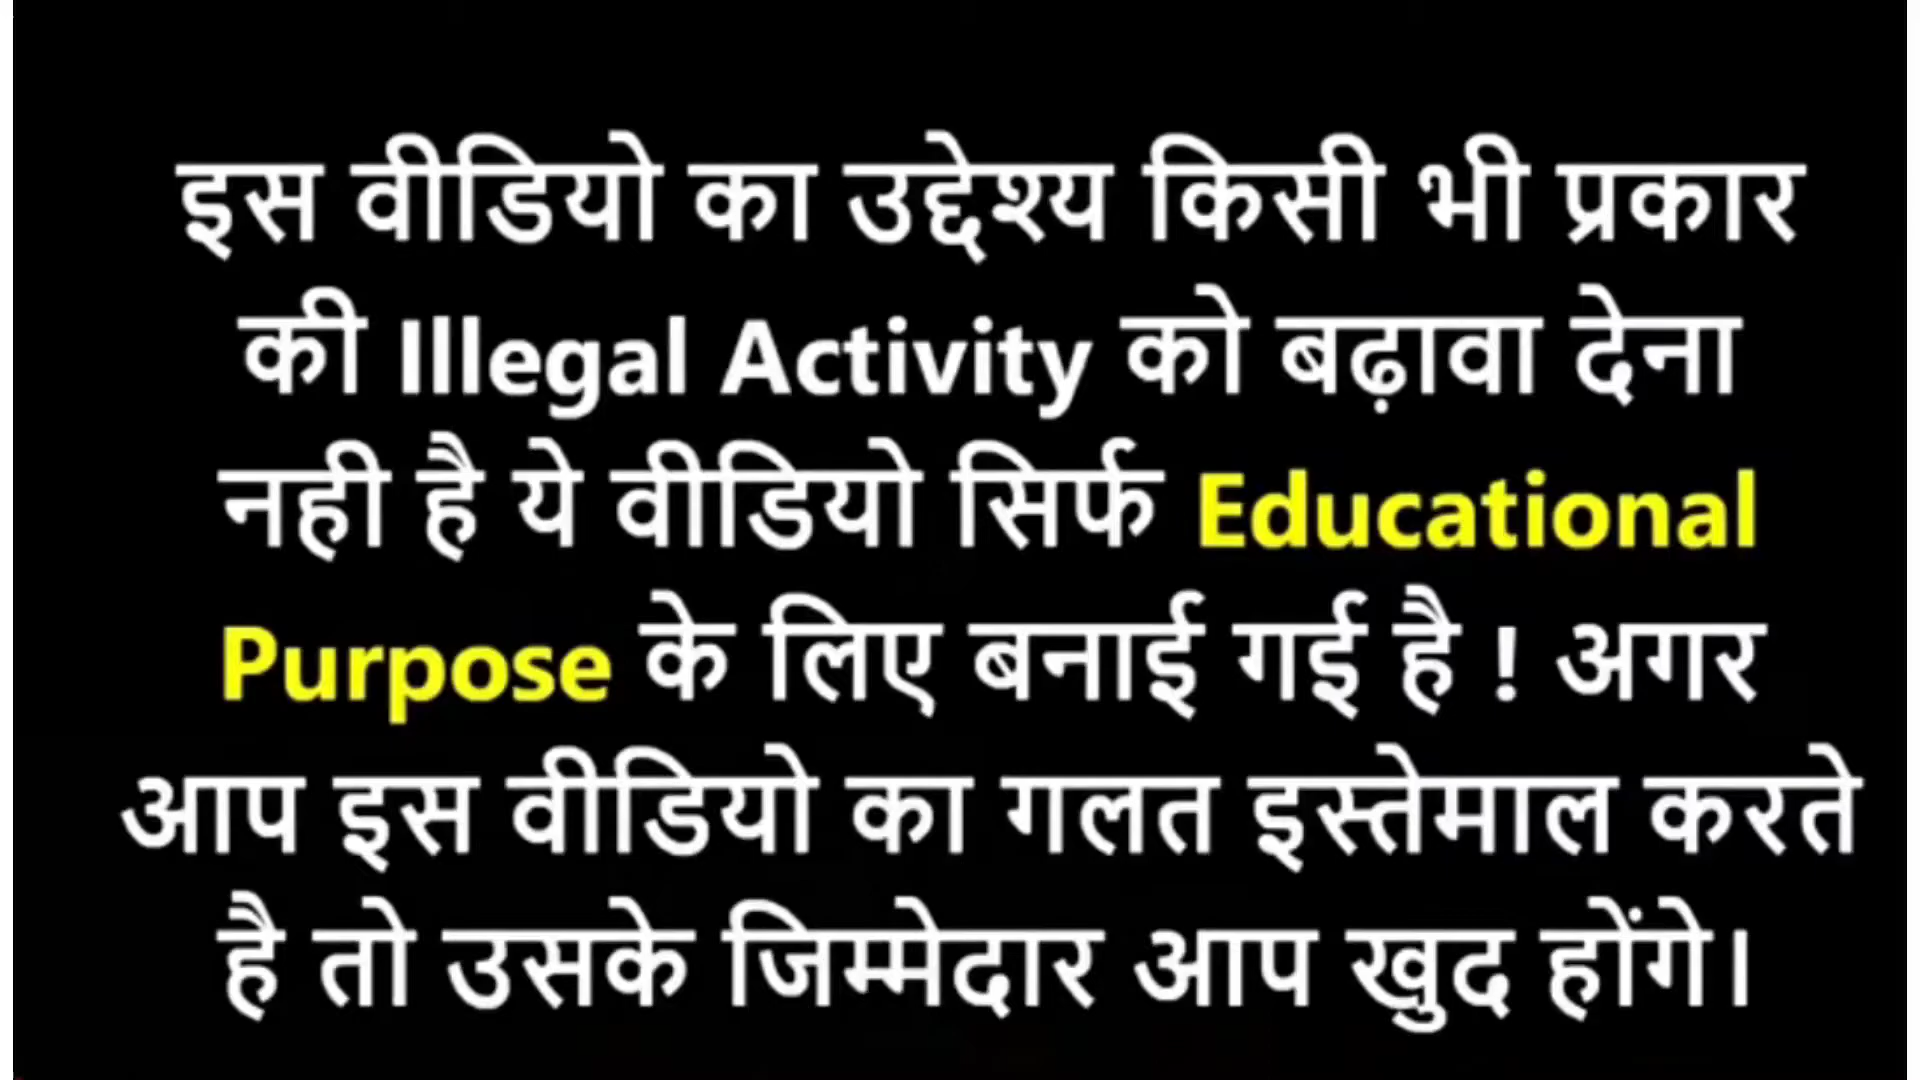 इस वीडियो का उद्देश्य किसी भी प्रकार
की Illegal Activity को बढ़ावा देना
नही है ये वीडियो सिर्फ Educational
Purpose के लिए बनाई गई है ! अगर
आप इस वीडियो का गलत इस्तेमाल करते
है तो उसके जिम्मेदार आप खुद होंगे।